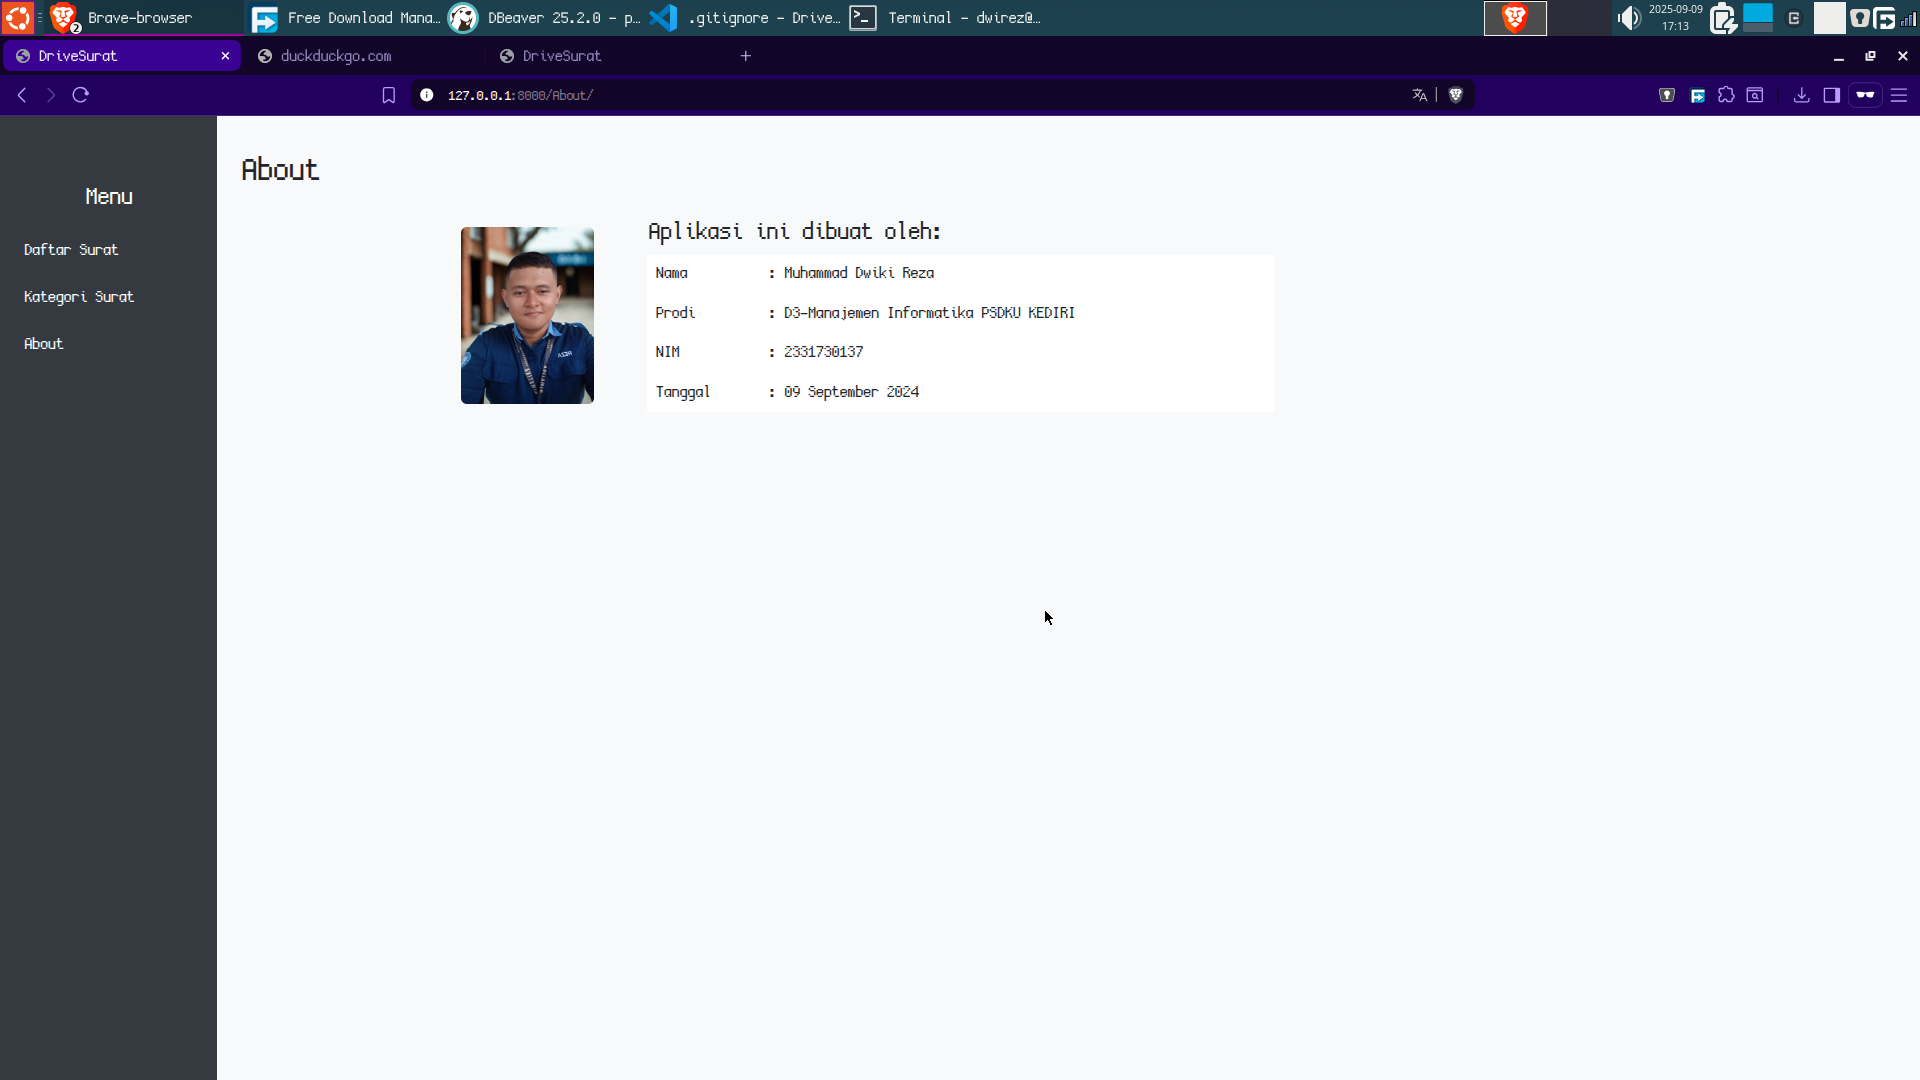 Brave-browser
2
Free Download Mana…
DBeaver 25.2.0 - p…
.gitignore - Drive…
Terminal - dwirez@…
2025-09-09
17:13
DriveSurat
duckduckgo.com
DriveSurat
127.0.0.1:8000/About/
Menu
Daftar Surat
Kategori Surat
About
About
Aplikasi ini dibuat oleh:
Nama : Muhammad Dwiki Reza
Prodi : D3-Manajemen Informatika PSDKU KEDIRI
NIM : 2331730137
Tanggal : 09 September 2024